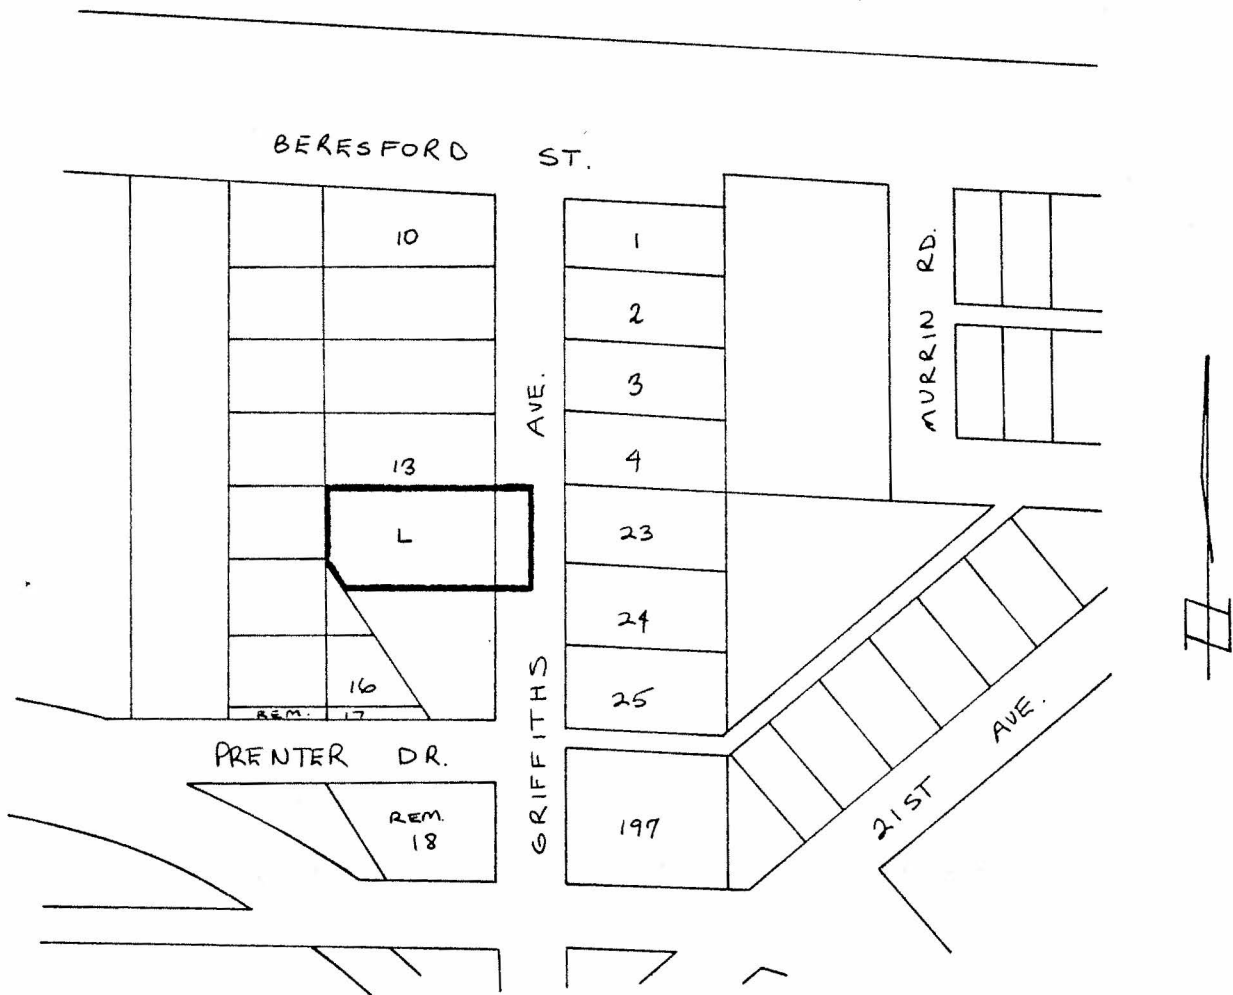 BERESFORD ST.
10
1
2
3
4
13
L
23
24
25
16
REM. 17
PRENTER DR.
REM.
18
197
GRIFFITHS AVE.
MURRIN RD.
21ST AVE.